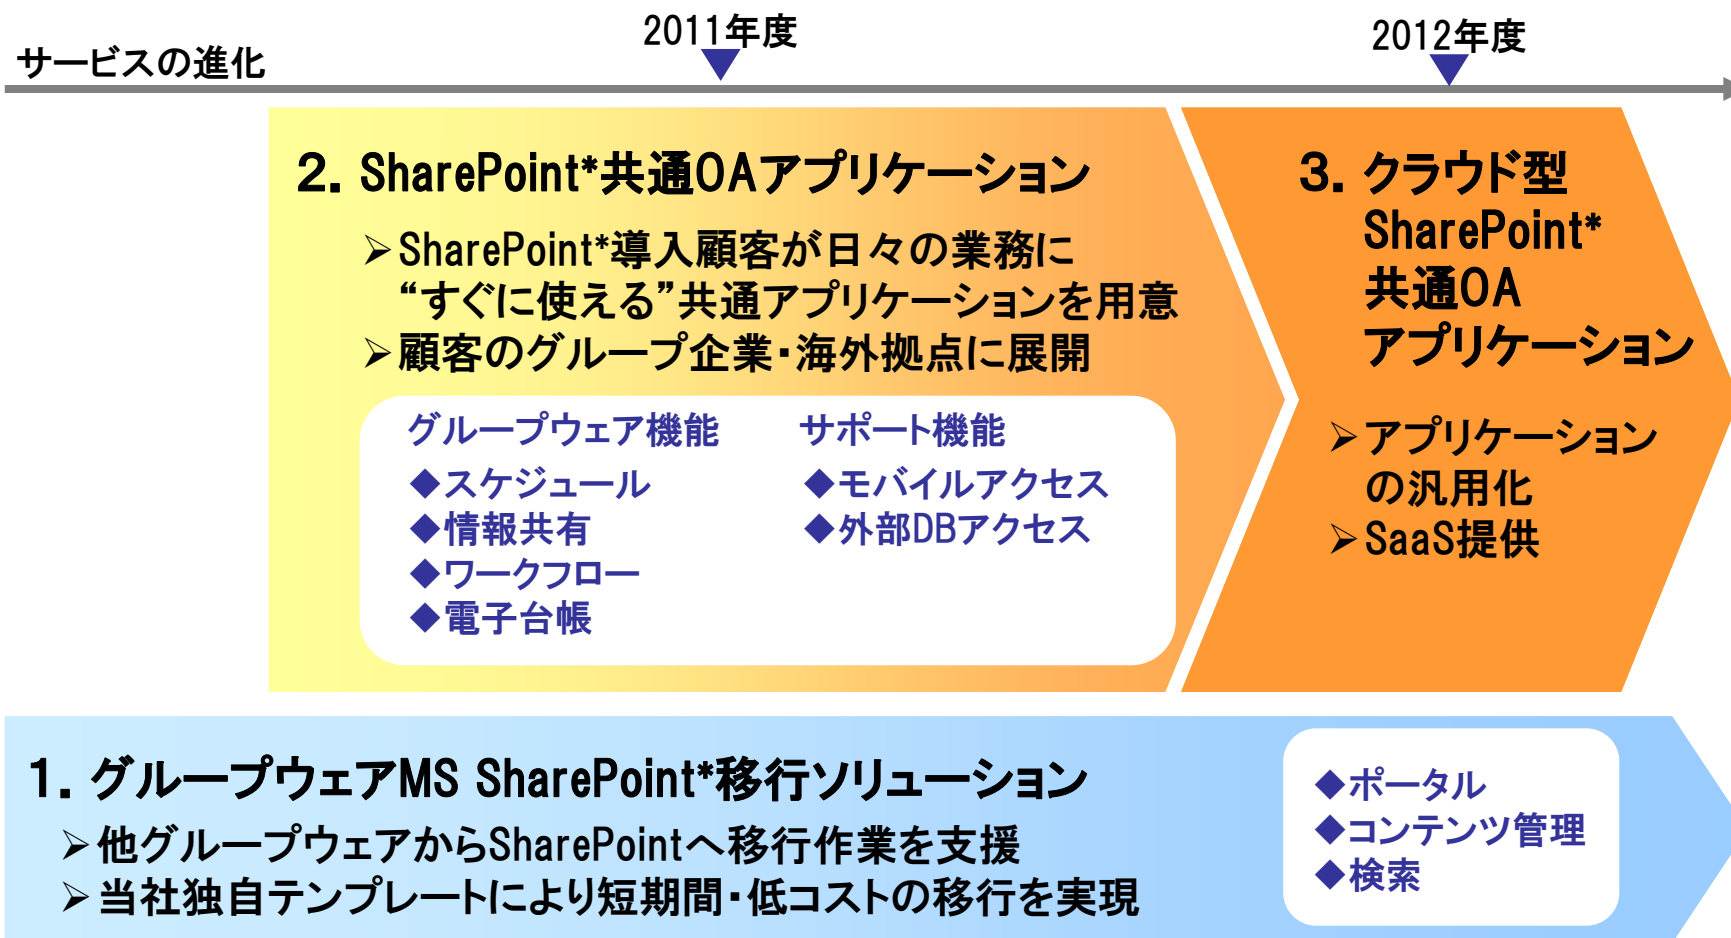 サービスの進化
2011年度
2012年度
2. SharePoint*共通OAアプリケーション
➢SharePoint*導入顧客が日々の業務に
“すぐに使える”共通アプリケーションを用意
➢顧客のグループ企業・海外拠点に展開
グループウェア機能
◆スケジュール
◆情報共有
◆ワークフロー
◆電子台帳
サポート機能
◆モバイルアクセス
◆外部DBアクセス
3. クラウド型
SharePoint*
共通OA
アプリケーション
➢アプリケーション
の汎用化
➢SaaS提供
1. グループウェアMS SharePoint*移行ソリューション
➢他グループウェアからSharePointへ移行作業を支援
➢当社独自テンプレートにより短期間・低コストの移行を実現
◆ポータル
◆コンテンツ管理
◆検索